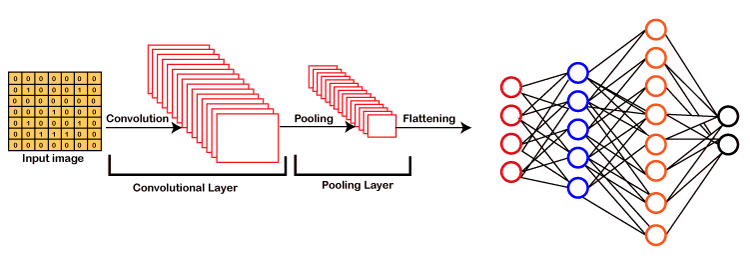 0 0 0 0 0 0 0
0 1 0 0 0 1 0
0 0 0 0 0 0 0
0 0 0 1 0 0 0
0 1 0 0 0 1 0
0 0 1 1 1 0 0
0 0 0 0 0 0 0
Input image
Convolution
Pooling
Flattening
Convolutional Layer
Pooling Layer